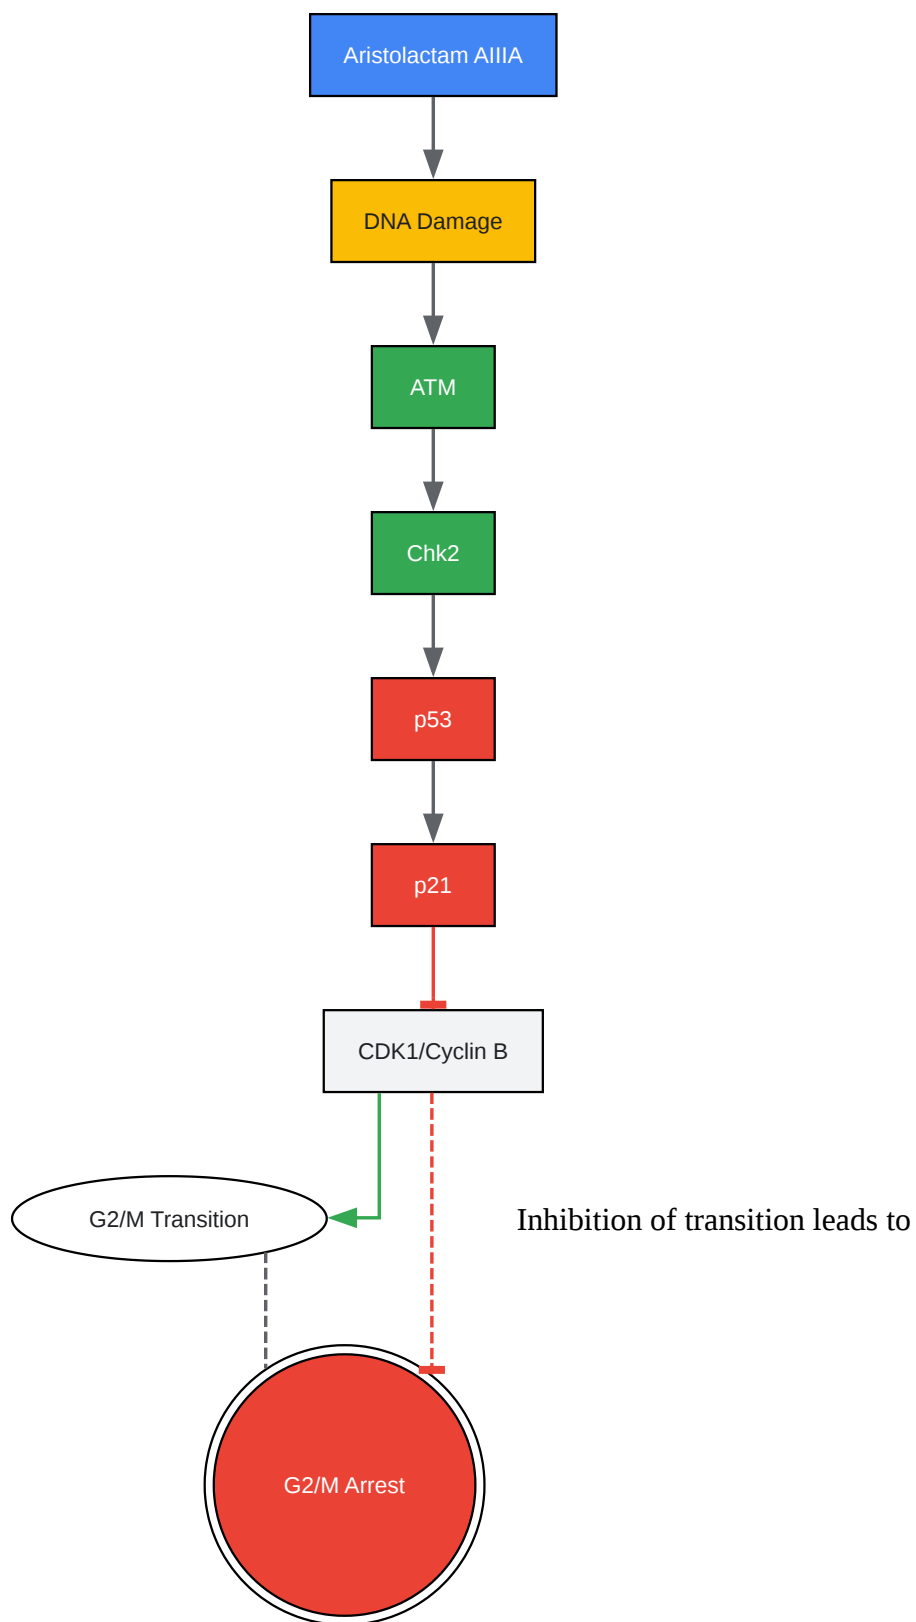 Aristolactam AIIIA
DNA Damage
ATM
Chk2
p53
p21
CDK1/Cyclin B
G2/M Transition
Inhibition of transition leads to
G2/M Arrest